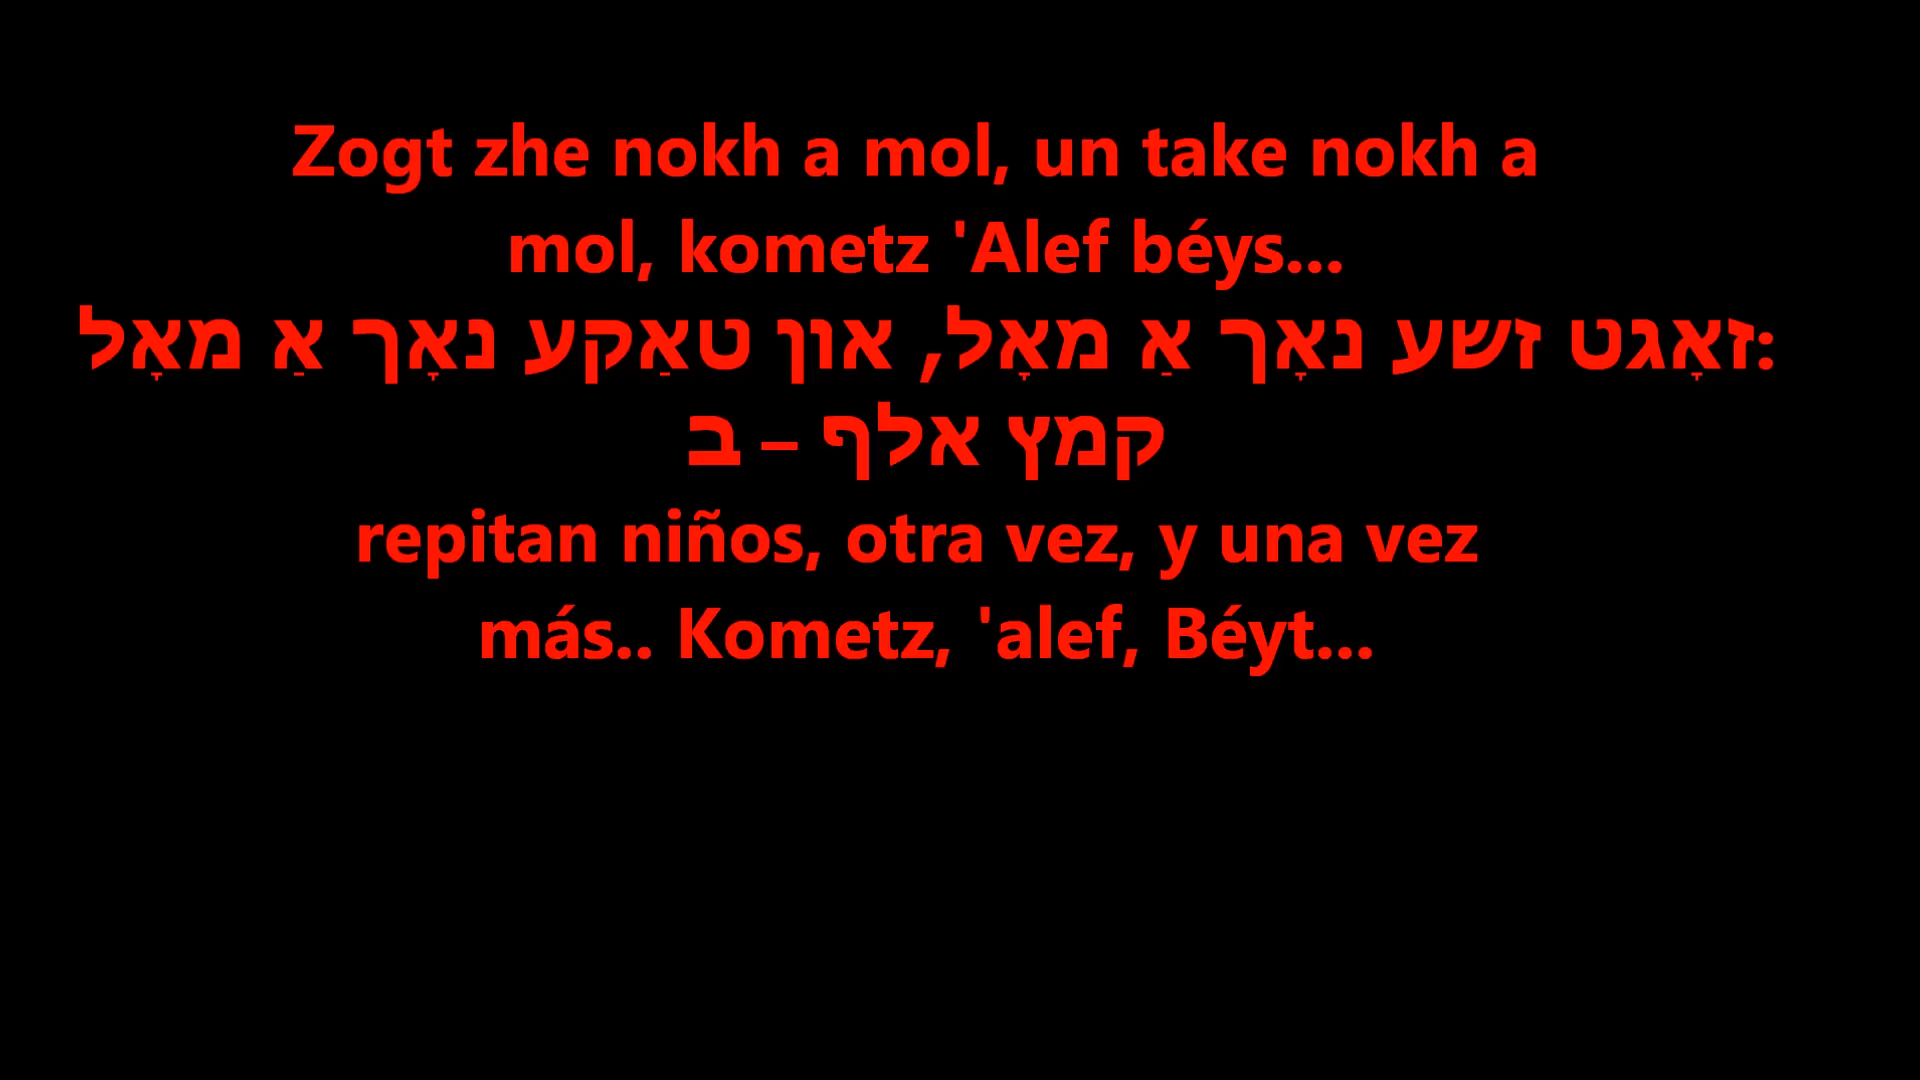 Zogt zhe nokh a mol, un take nokh a
mol, kometz 'Alef béys...
זאָגט זשע נאָך אַ מאָל, און טאַקע נאָך אַ מאָל:
קמץ אלף – ב
repitan niños, otra vez, y una vez
más.. Kometz, 'alef, Béyt...